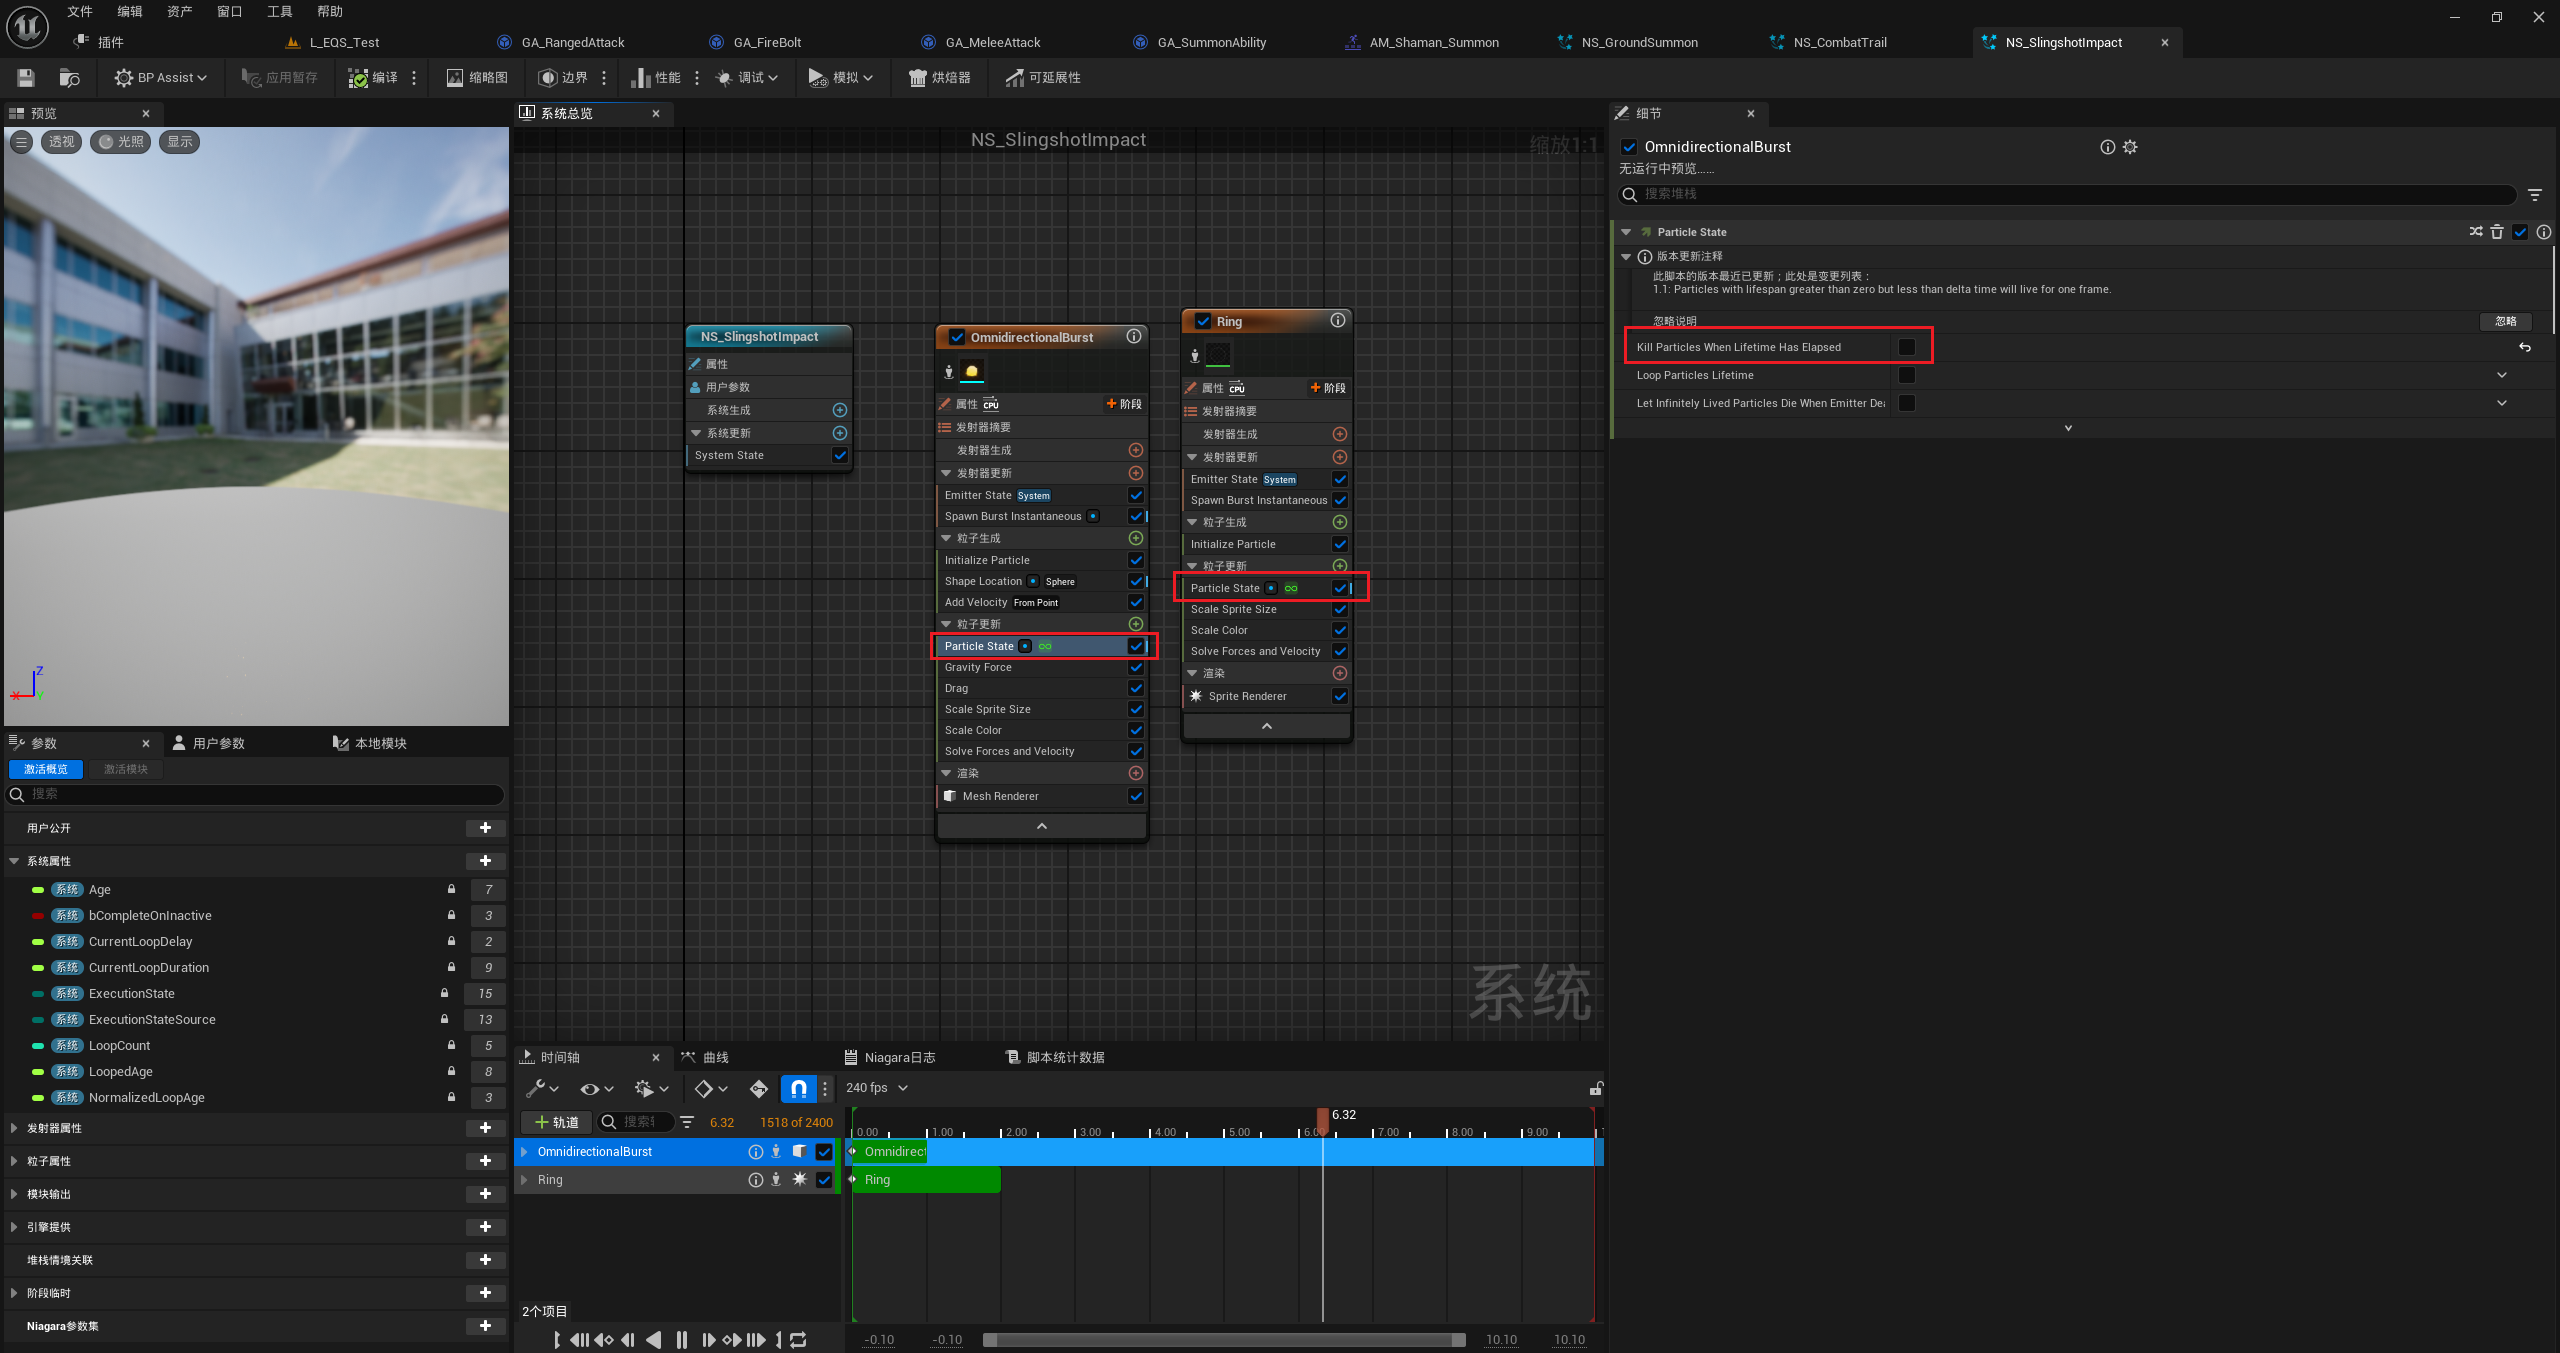 文件 编辑 资产 窗口 工具 帮助
插件 L_EQS_Test GA_RangedAttack GA_FireBolt GA_MeleeAttack GA_SummonAbility AM_Shaman_Summon NS_GroundSummon NS_CombatTrail NS_SlingshotImpact
BP Assist 应用暂存 编译 缩略图 边界 性能 调试 模拟 烘焙器 可延展性
预览
透视 光照 显示
Z
X Y
参数 用户参数 本地模块
激活概览 激活模块
搜索
用户公开
系统属性
系统 Age 7
系统 bCompleteOnInactive 3
系统 CurrentLoopDelay 2
系统 CurrentLoopDuration 9
系统 ExecutionState 15
系统 ExecutionStateSource 13
系统 LoopCount 5
系统 LoopedAge 8
系统 NormalizedLoopAge 3
发射器属性
粒子属性
模块输出
引擎提供
堆栈情境关联
阶段临时
Niagara参数集
系统总览
NS_SlingshotImpact
缩放1:1
NS_SlingshotImpact
属性
用户参数
系统生成
系统更新
System State
OmnidirectionalBurst
属性 CPU 阶段
发射器摘要
发射器生成
发射器更新
Emitter State System
Spawn Burst Instantaneous
粒子生成
Initialize Particle
Shape Location Sphere
Add Velocity From Point
粒子更新
Particle State
Gravity Force
Drag
Scale Sprite Size
Scale Color
Solve Forces and Velocity
渲染
Mesh Renderer
Ring
属性 CPU 阶段
发射器摘要
发射器生成
发射器更新
Emitter State System
Spawn Burst Instantaneous
粒子生成
Initialize Particle
粒子更新
Particle State
Scale Sprite Size
Scale Color
Solve Forces and Velocity
渲染
Sprite Renderer
系统
时间轴 曲线 Niagara日志 脚本统计数据
240 fps
轨道 6.32 1518 of 2400
6.32
0.00 1.00 2.00 3.00 4.00 5.00 6.00 7.00 8.00 9.00
OmnidirectionalBurst Omnidirect
Ring Ring
2个项目
-0.10 -0.10 10.10 10.10
细节
OmnidirectionalBurst
无运行中预览......
搜索堆栈
Particle State
版本更新注释
此脚本的版本最近已更新；此处是变更列表：
1.1: Particles with lifespan greater than zero but less than delta time will live for one frame.
忽略说明 忽略
Kill Particles When Lifetime Has Elapsed
Loop Particles Lifetime
Let Infinitely Lived Particles Die When Emitter De